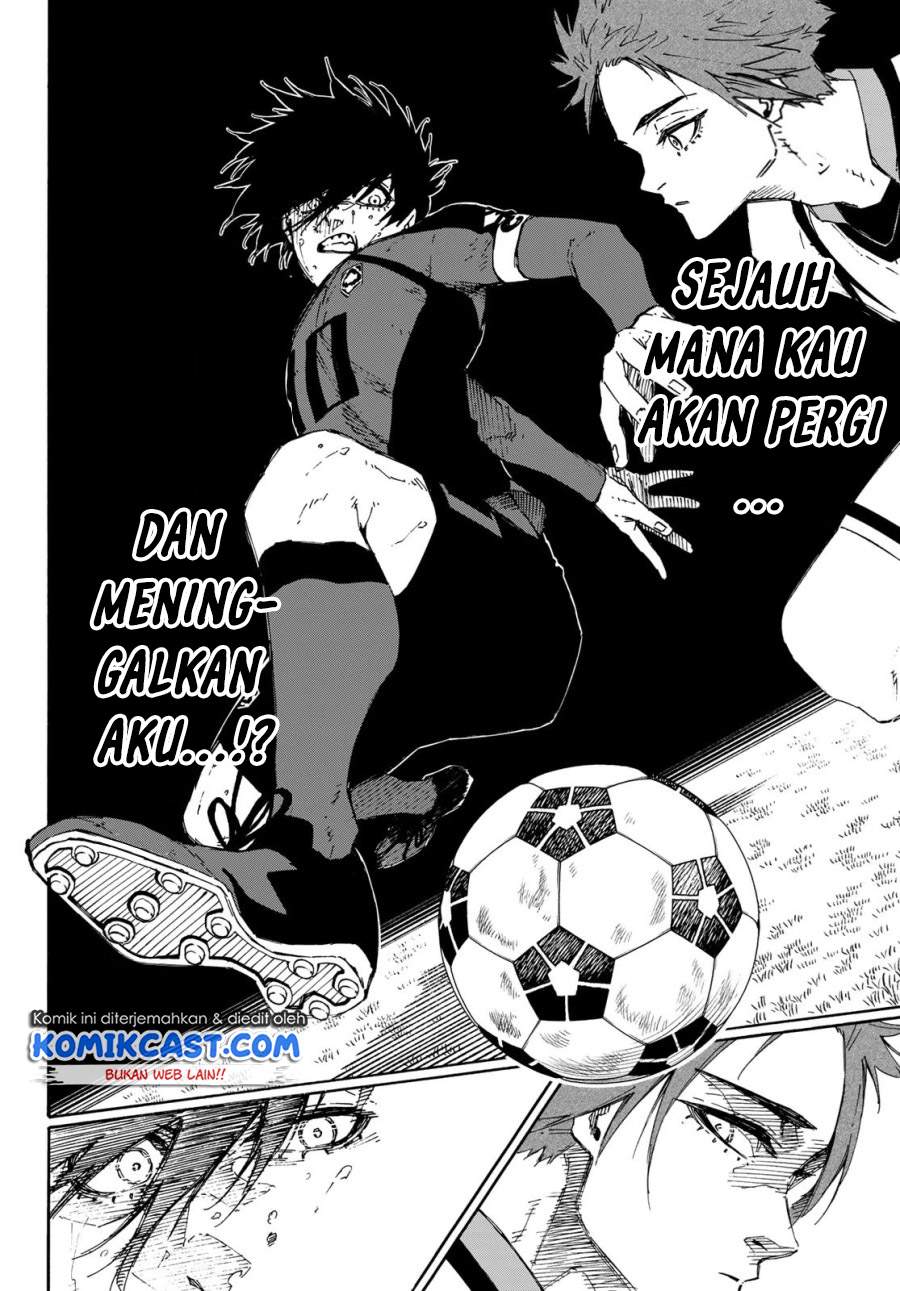 SEJAUH
MANA KAU
AKAN PERGI
...
DAN
MENING-
GALKAN
AKU...!?
Komik ini diterjemahkan & diedit oleh
KOMIKCAST.COM
BUKAN WEB LAIN!!